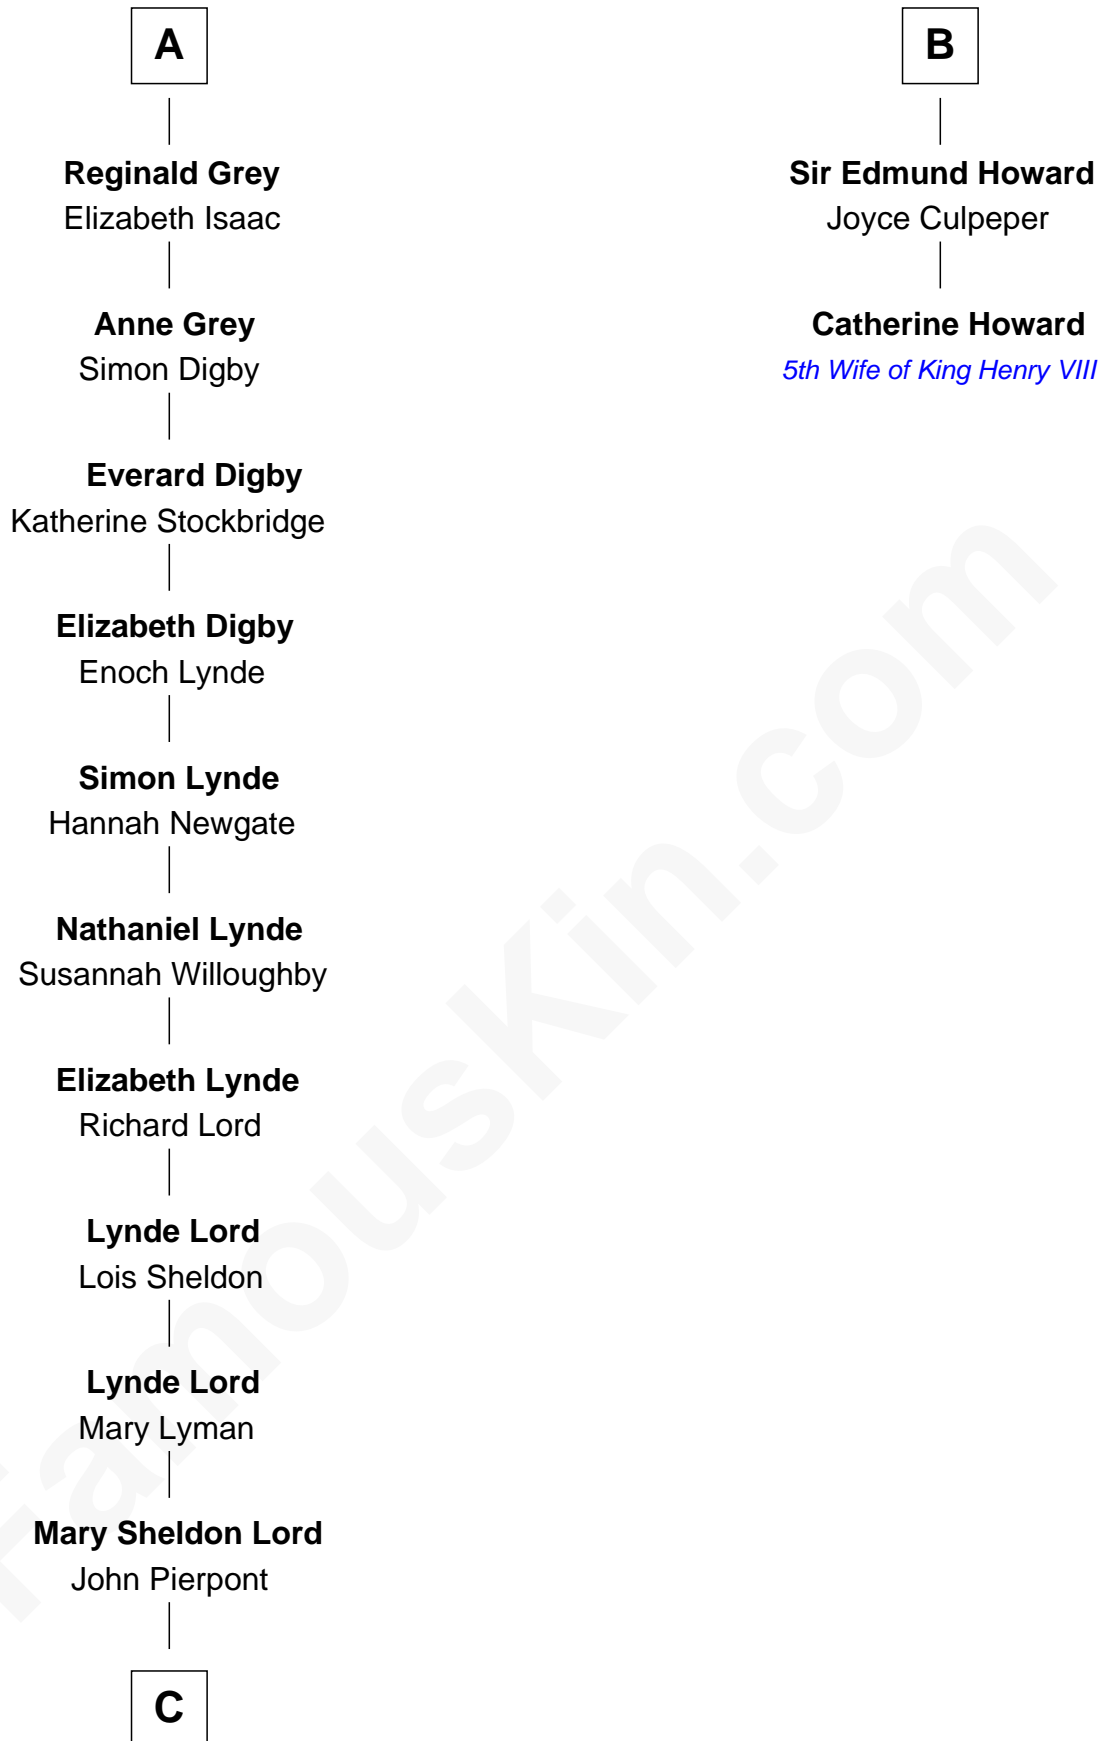 A
Reginald Grey
Elizabeth Isaac
Anne Grey
Simon Digby
Everard Digby
Katherine Stockbridge
Elizabeth Digby
Enoch Lynde
Simon Lynde
Hannah Newgate
Nathaniel Lynde
Susannah Willoughby
Elizabeth Lynde
Richard Lord
Lynde Lord
Lois Sheldon
Lynde Lord
Mary Lyman
Mary Sheldon Lord
John Pierpont
C
B
Sir Edmund Howard
Joyce Culpeper
Catherine Howard
5th Wife of King Henry VIII
FamousKin.com